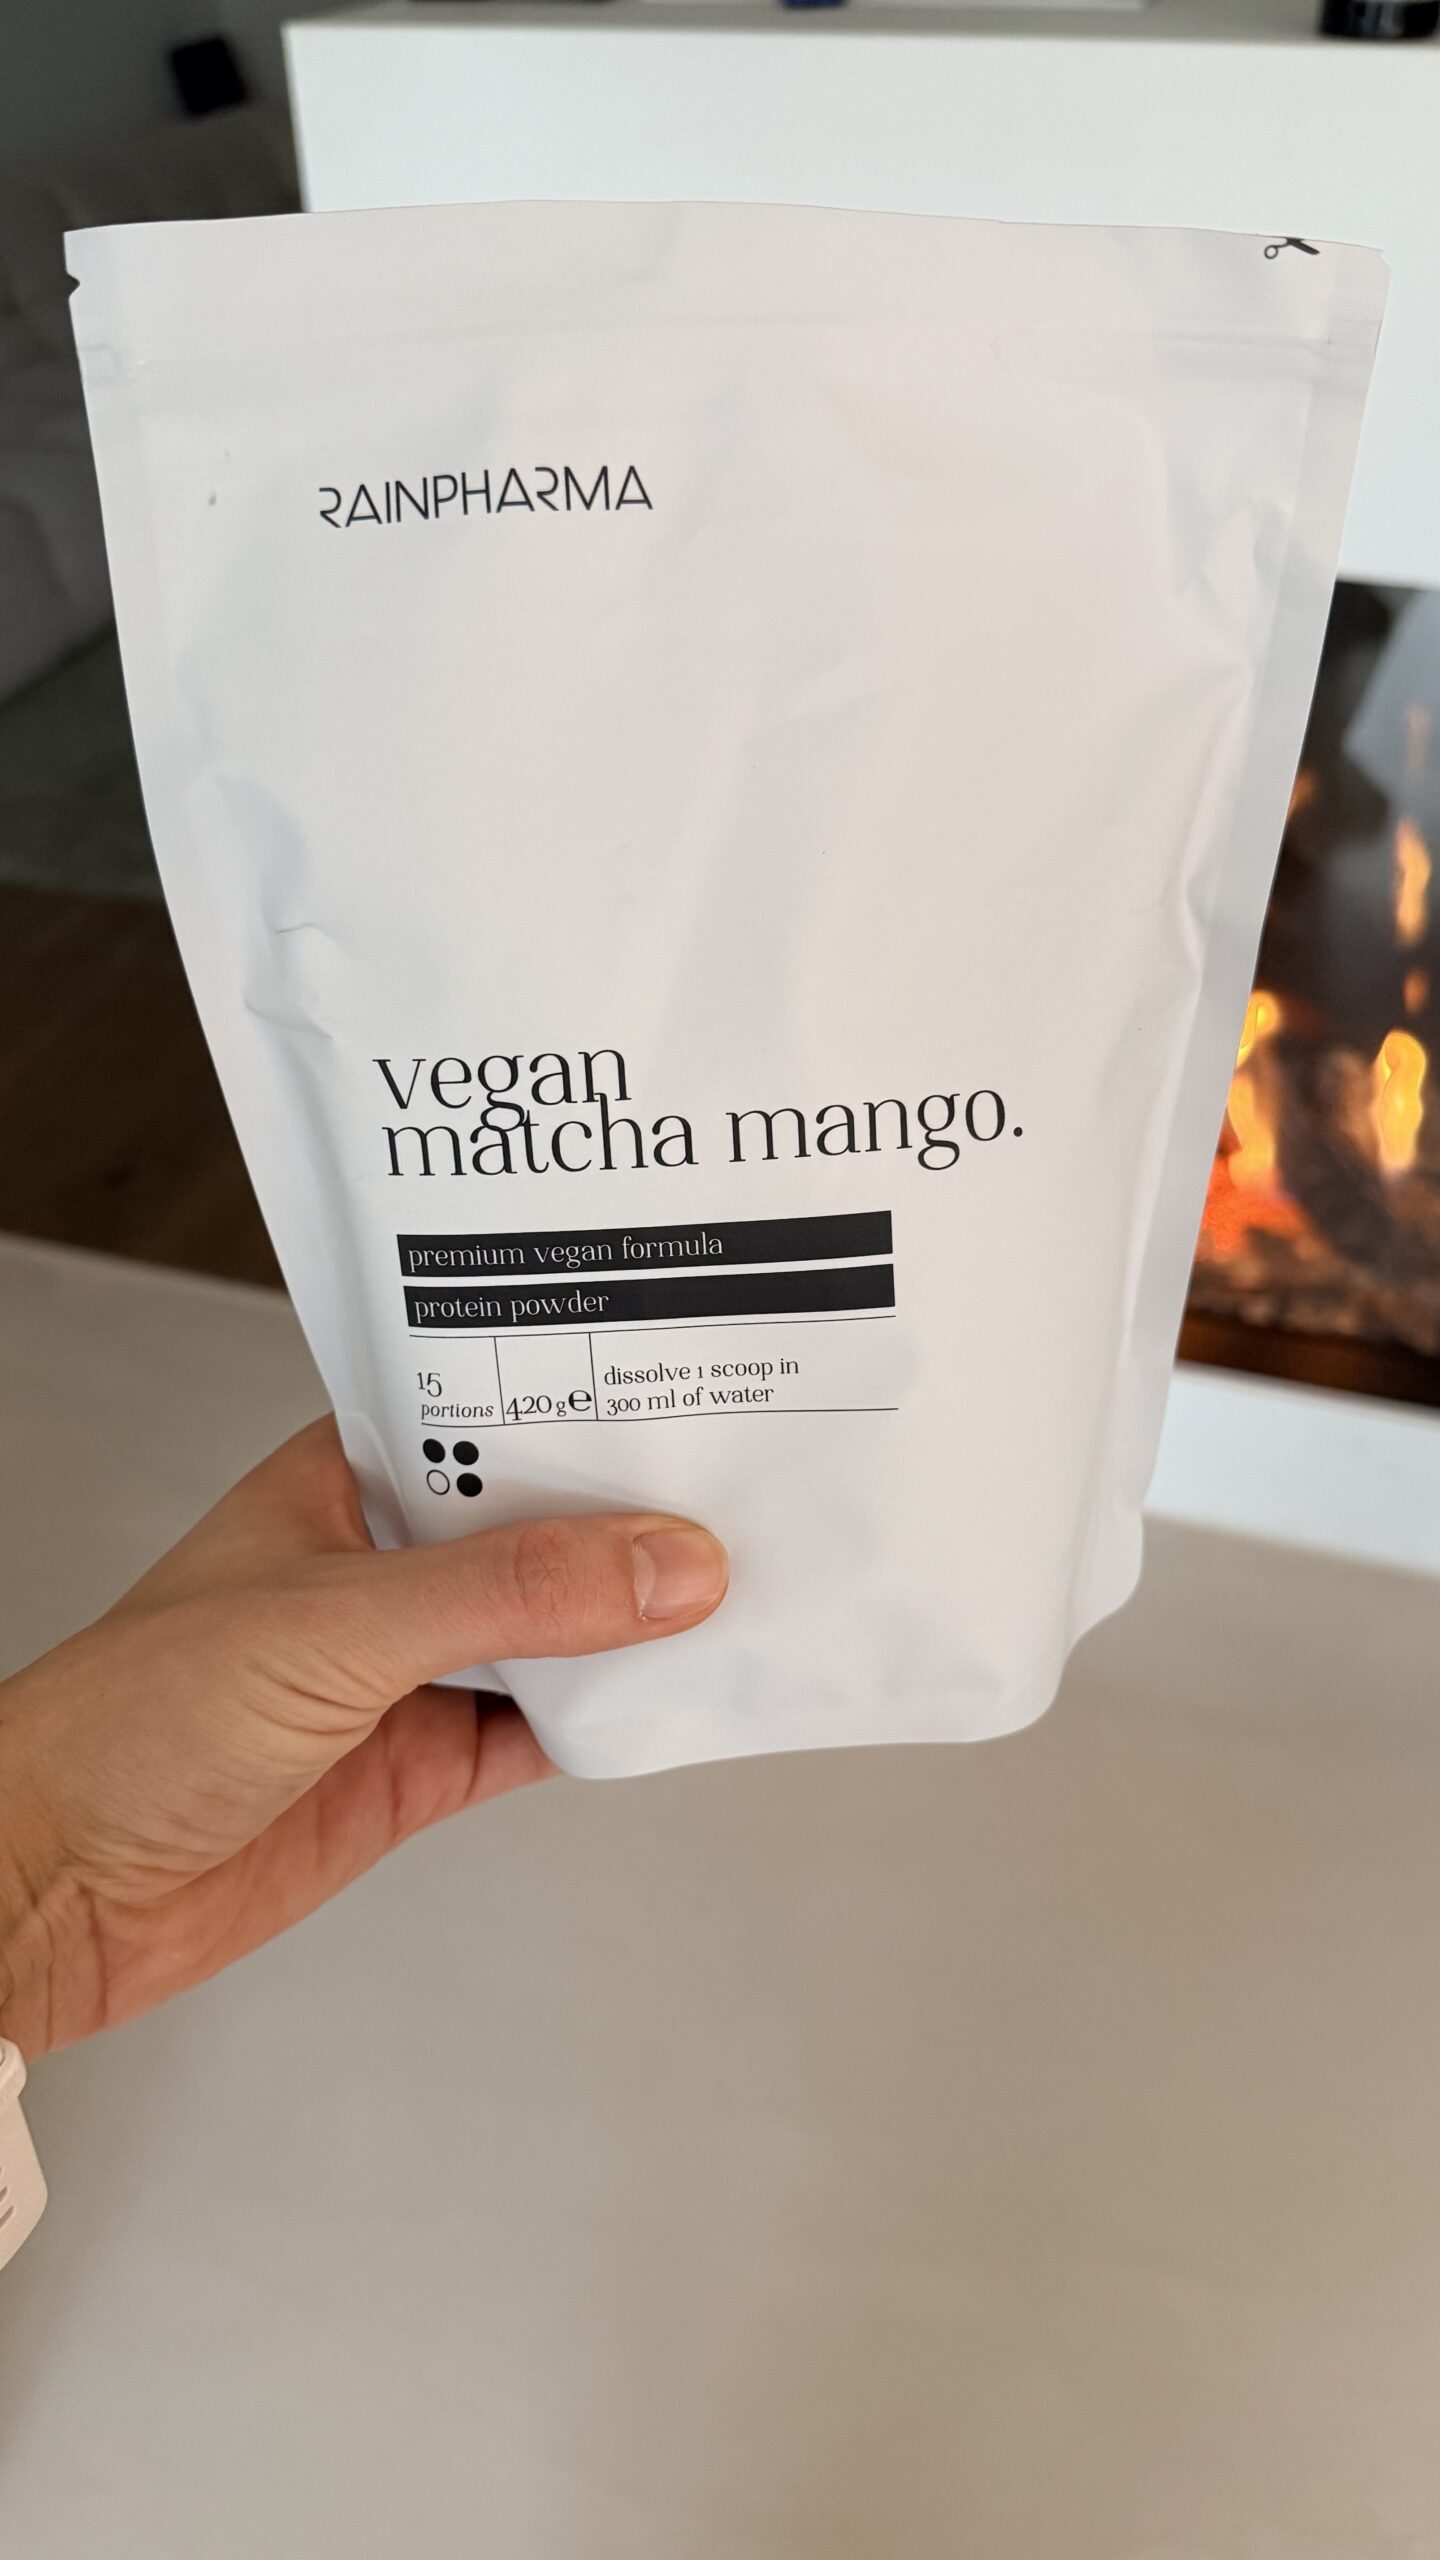 RAINPHARMA
vegan
matcha mango.
premium vegan formula
protein powder
15
portions
420 g e
dissolve 1 scoop in
300 ml of water